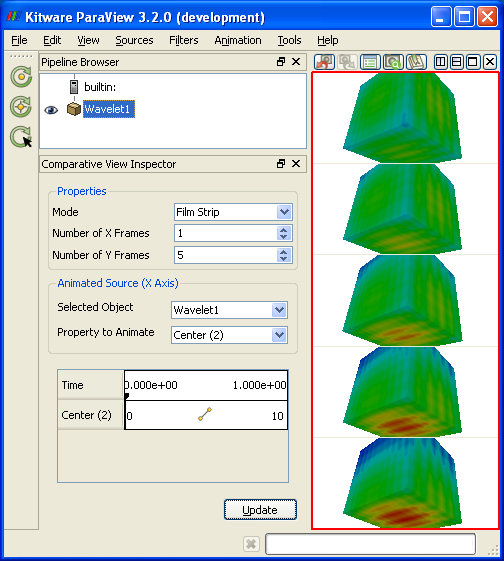 Kitware ParaView 3.2.0 (development)
File Edit View Sources Filters Animation Tools Help
Pipeline Browser
builtin:
Wavelet1
Comparative View Inspector
Properties
Mode Film Strip
Number of X Frames 1
Number of Y Frames 5
Animated Source (X Axis)
Selected Object Wavelet1
Property to Animate Center (2)
Time 0.000e+00 1.000e+00
Center (2) 0 10
Update